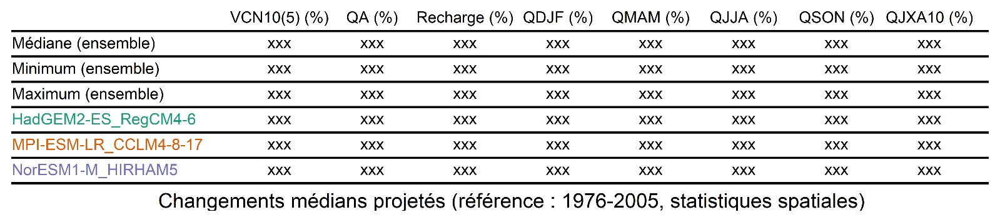 VCN10(5) (%) QA (%) Recharge (%) QDJF (%) QMAM (%) QJJA (%) QSON (%) QJXA10 (%)
Médiane (ensemble) xxx xxx xxx xxx xxx xxx xxx xxx
Minimum (ensemble) xxx xxx xxx xxx xxx xxx xxx xxx
Maximum (ensemble) xxx xxx xxx xxx xxx xxx xxx xxx
HadGEM2-ES_RegCM4-6 xxx xxx xxx xxx xxx xxx xxx xxx
MPI-ESM-LR_CCLM4-8-17 xxx xxx xxx xxx xxx xxx xxx xxx
NorESM1-M_HIRHAM5 xxx xxx xxx xxx xxx xxx xxx xxx
Changements médians projetés (référence : 1976-2005, statistiques spatiales)